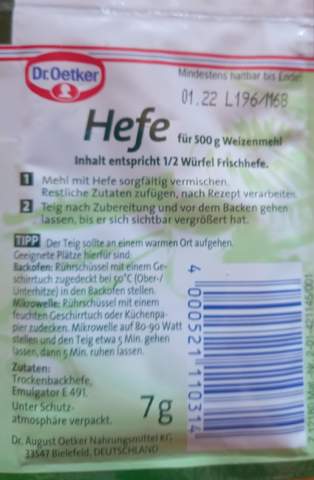 Dr.Oetker
Mindestens haltbar bis Ende:
01.22 L196/1168
Hefe für 500 g Weizenmehl
Inhalt entspricht 1/2 Würfel Frischhefe.
1 Mehl mit Hefe sorgfältig vermischen.
Restliche Zutaten zufügen, nach Rezept verarbeiten.
2 Teig nach Zubereitung und vor dem Backen gehen
lassen, bis er sich sichtbar vergrößert hat.
TIPP Der Teig sollte an einem warmen Ort aufgehen.
Geeignete Plätze hierfür sind:
Backofen: Rührschüssel mit einem Ge-
schirrtuch zugedeckt bei 50°C (Ober-/
Unterhitze) in den Backofen stellen.
Mikrowelle: Rührschüssel mit einem
feuchten Geschirrtuch oder Küchenpa-
pier zudecken. Mikrowelle auf 80-90 Watt
stellen und den Teig etwa 5 Min. gehen
lassen, dann 5 Min. ruhen lassen.
Zutaten:
Trockenbackhefe,
Emulgator E 491.
Unter Schutz-
atmosphäre verpackt.
7g
Dr. August Oetker Nahrungsmittel KG
33547 Bielefeld, DEUTSCHLAND
4 000521 110314